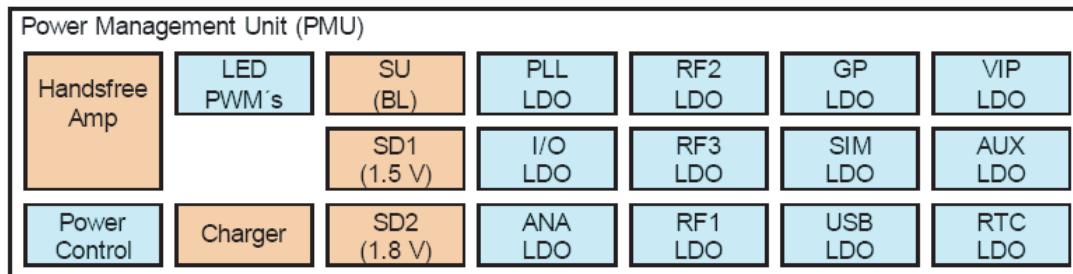 Power Management Unit (PMU)
Handsfree
Amp
LED
PWM´s
SU
(BL)
PLL
LDO
RF2
LDO
GP
LDO
VIP
LDO
SD1
(1.5 V)
I/O
LDO
RF3
LDO
SIM
LDO
AUX
LDO
Power
Control
Charger
SD2
(1.8 V)
ANA
LDO
RF1
LDO
USB
LDO
RTC
LDO